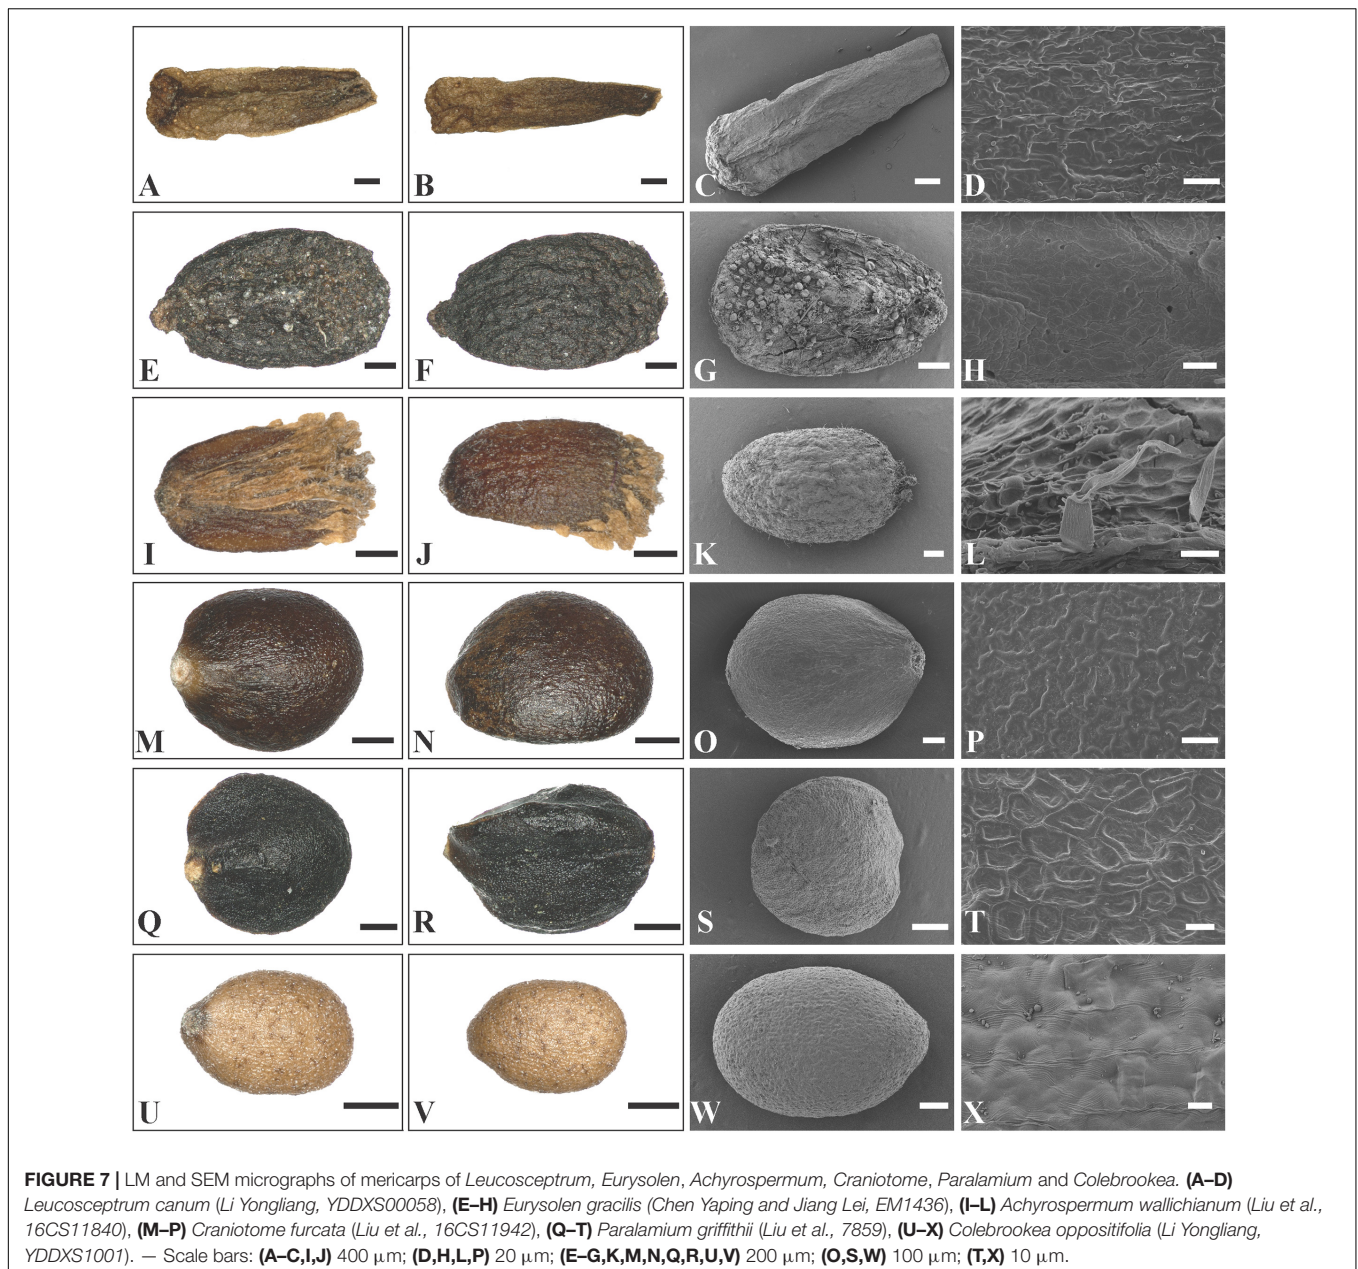 A B C D
E F G H
I J K L
M N O P
Q R S T
U V W X
FIGURE 7 | LM and SEM micrographs of mericarps of Leucosceptrum, Eurysolen, Achyrospermum, Craniotome, Paralamium and Colebrookea. (A–D)
Leucosceptrum canum (Li Yongliang, YDDXS00058), (E–H) Eurysolen gracilis (Chen Yaping and Jiang Lei, EM1436), (I–L) Achyrospermum wallichianum (Liu et al.,
16CS11840), (M–P) Craniotome furcata (Liu et al., 16CS11942), (Q–T) Paralamium griffithii (Liu et al., 7859), (U–X) Colebrookea oppositifolia (Li Yongliang,
YDDXS1001). — Scale bars: (A–C,I,J) 400 μm; (D,H,L,P) 20 μm; (E–G,K,M,N,Q,R,U,V) 200 μm; (O,S,W) 100 μm; (T,X) 10 μm.